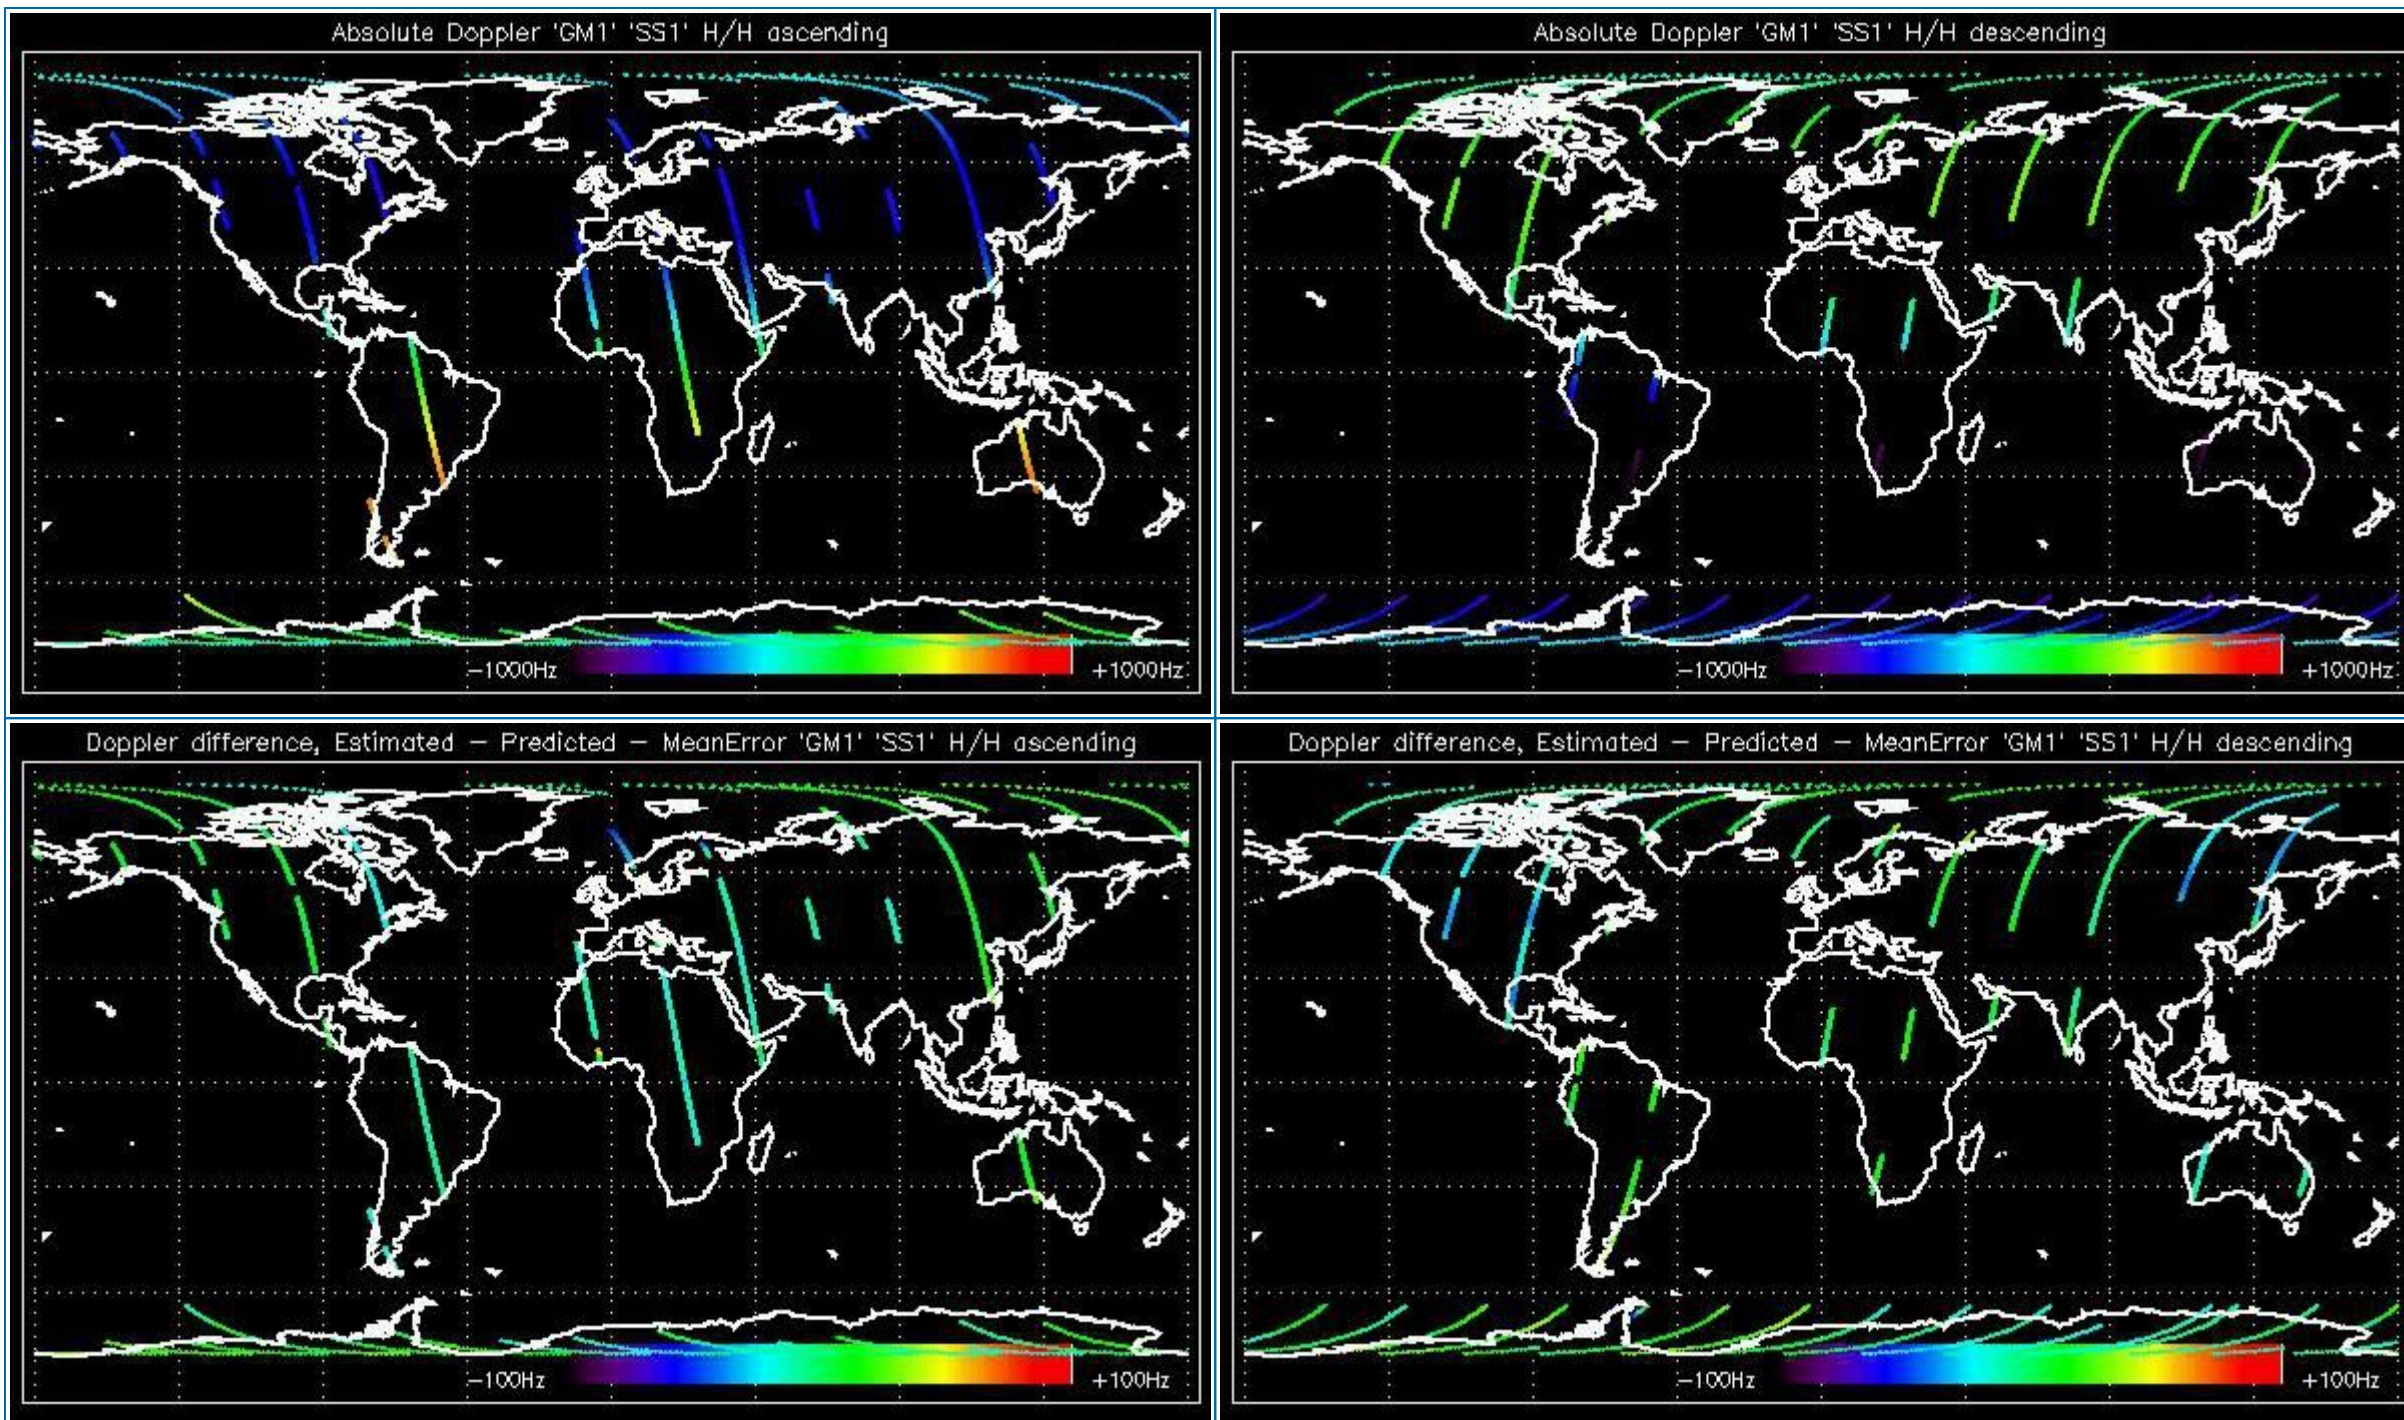 Absolute Doppler 'GM1' 'SS1' H/H ascending
-1000Hz
+1000Hz
Absolute Doppler 'GM1' 'SS1' H/H descending
-1000Hz
+1000Hz
Doppler difference, Estimated - Predicted - MeanError 'GM1' 'SS1' H/H ascending
-100Hz
+100Hz
Doppler difference, Estimated - Predicted - MeanError 'GM1' 'SS1' H/H descending
-100Hz
+100Hz